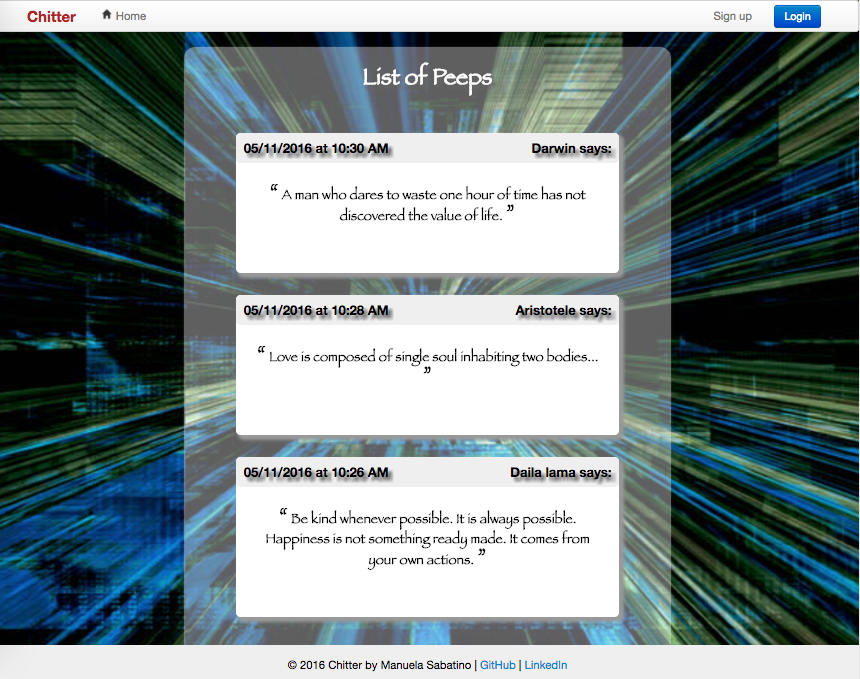 Chitter Home Sign up Login
List of Peeps
05/11/2016 at 10:30 AM Darwin says:
“ A man who dares to waste one hour of time has not
discovered the value of life. ”
05/11/2016 at 10:28 AM Aristotele says:
“ Love is composed of single soul inhabiting two bodies...
”
05/11/2016 at 10:26 AM Daila lama says:
“ Be kind whenever possible. It is always possible.
Happiness is not something ready made. It comes from
your own actions. ”
© 2016 Chitter by Manuela Sabatino | GitHub | LinkedIn